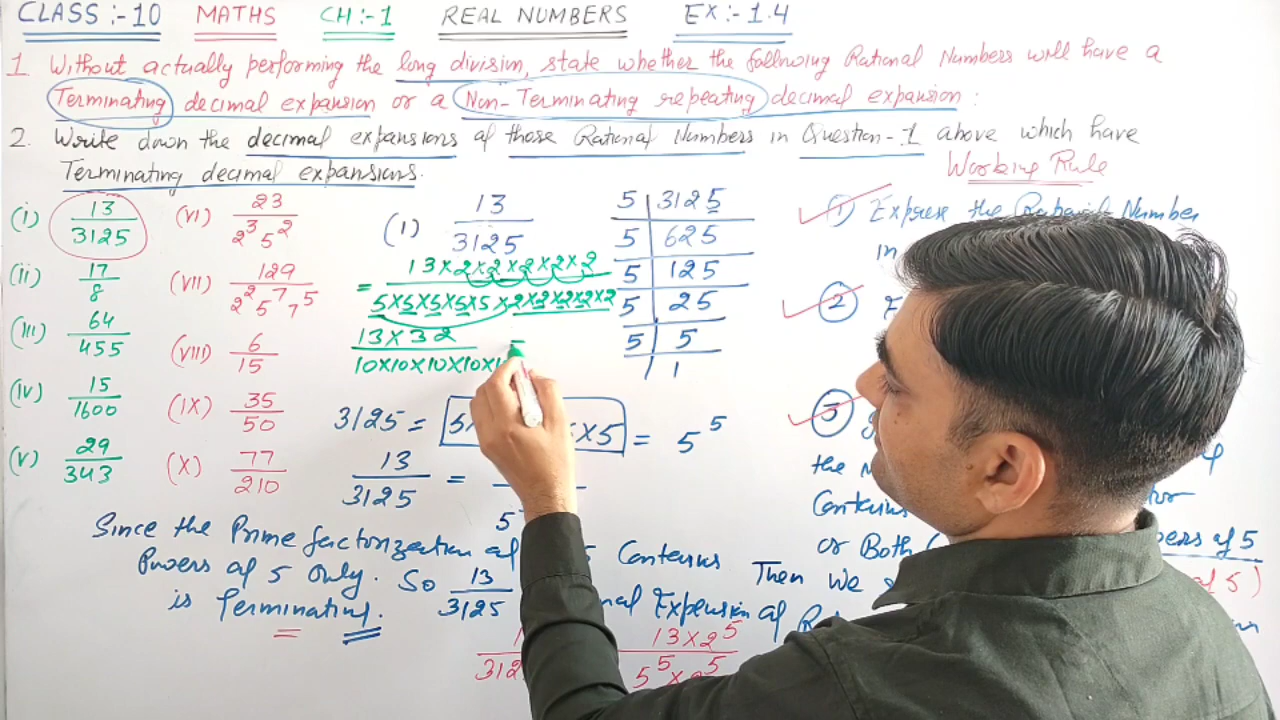 CLASS :- 10 MATHS CH :- 1 REAL NUMBERS EX :- 1.4
1. Without actually performing the long division, state whether the following Rational Numbers will have a
Terminating decimal expansion or a Non-Terminating repeating decimal expansion :
2. Write down the decimal expansions of those Rational Numbers in Question-1 above which have
Terminating decimal expansions.
Working Rule
(i) 13/3125
(ii) 17/8
(iii) 64/455
(iv) 15/1600
(v) 29/343
(vi) 23/2³5²
(vii) 129/2²5⁷7⁵
(viii) 6/15
(ix) 35/50
(x) 77/210
(i) 13/3125
= 13×2×2×2×2×2/5×5×5×5×5×2×2×2×2×2
13×32/10×10×10×10×1 =
5 | 3125
5 | 625
5 | 125
5 | 25
5 | 5
| 1
3125 = 5 ×5 = 5⁵
13/3125 = 5
Since the Prime factorization of Contains
Powers of 5 Only. So 13/3125
is Terminating.
① Express the Rational Number
in
②
③
the
Contains
or Both
Powers of 5
of 5)
Then We
Expension of
312
13×2⁵/5⁵×2⁵